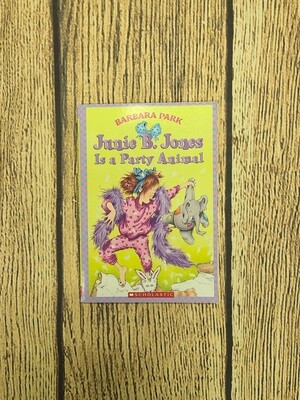 BARBARA PARK
Junie B. Jones
Is a Party Animal
SCHOLASTIC